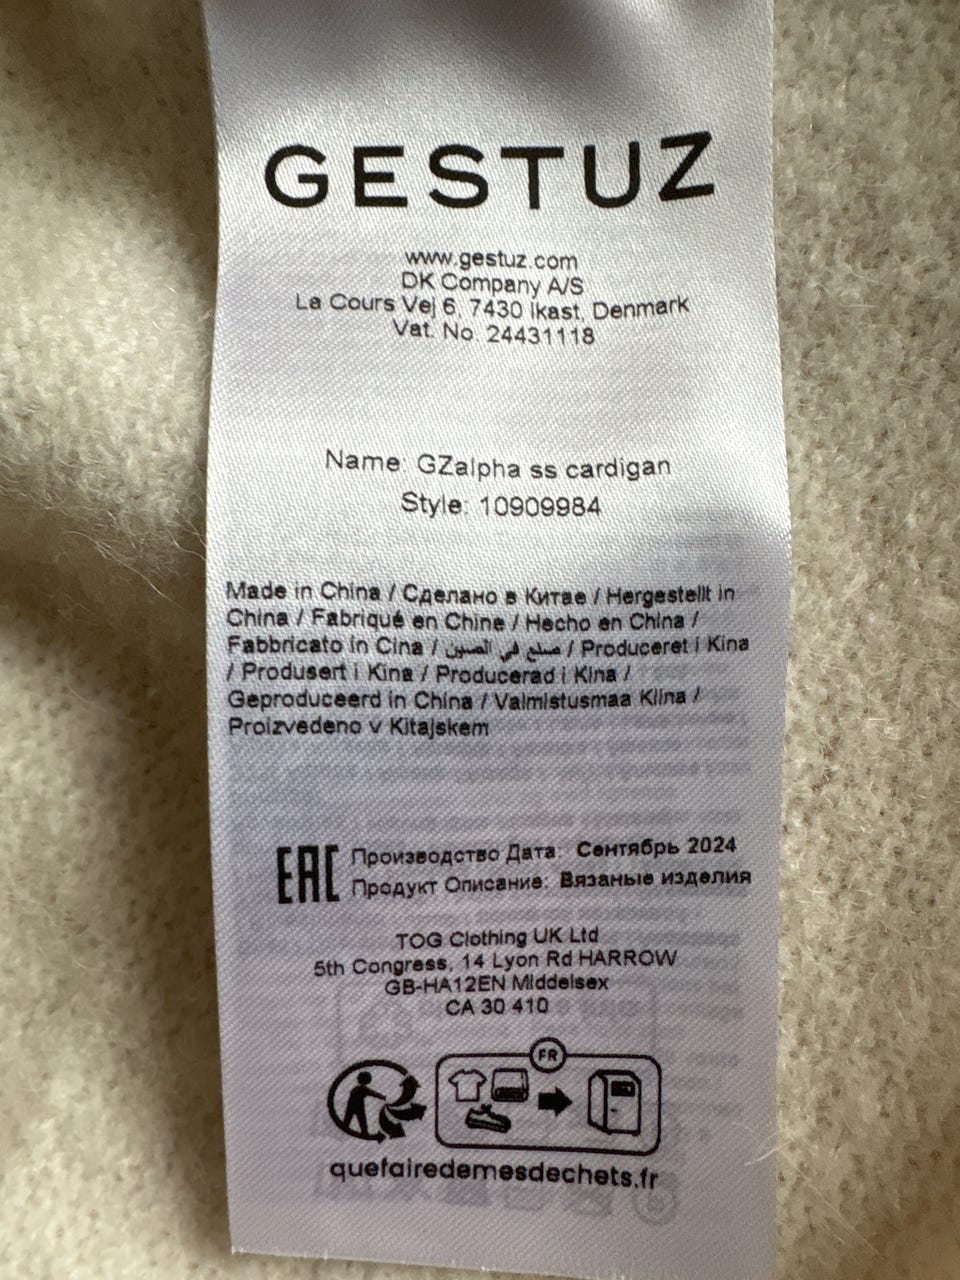 GESTUZ
www.gestuz.com
DK Company A/S
La Cours Vej 6, 7430 Ikast, Denmark
Vat. No. 24431118
Name: GZalpha ss cardigan
Style: 10909984
Made in China / Сделано в Китае / Hergestellt in
China / Fabriqué en Chine / Hecho en China /
Fabbricato in Cina / صنع في الصين / Produceret i Kina
/ Produsert i Kina / Producerad i Kina /
Geproduceerd in China / Valmistusmaa Kiina /
Proizvedeno v Kitajskem
EAC Производство Дата: Сентябрь 2024
Продукт Описание: Вязаные изделия
TOG Clothing UK Ltd
5th Congress, 14 Lyon Rd HARROW
GB-HA12EN Middelsex
CA 30 410
FR
quefairedemesdechets.fr